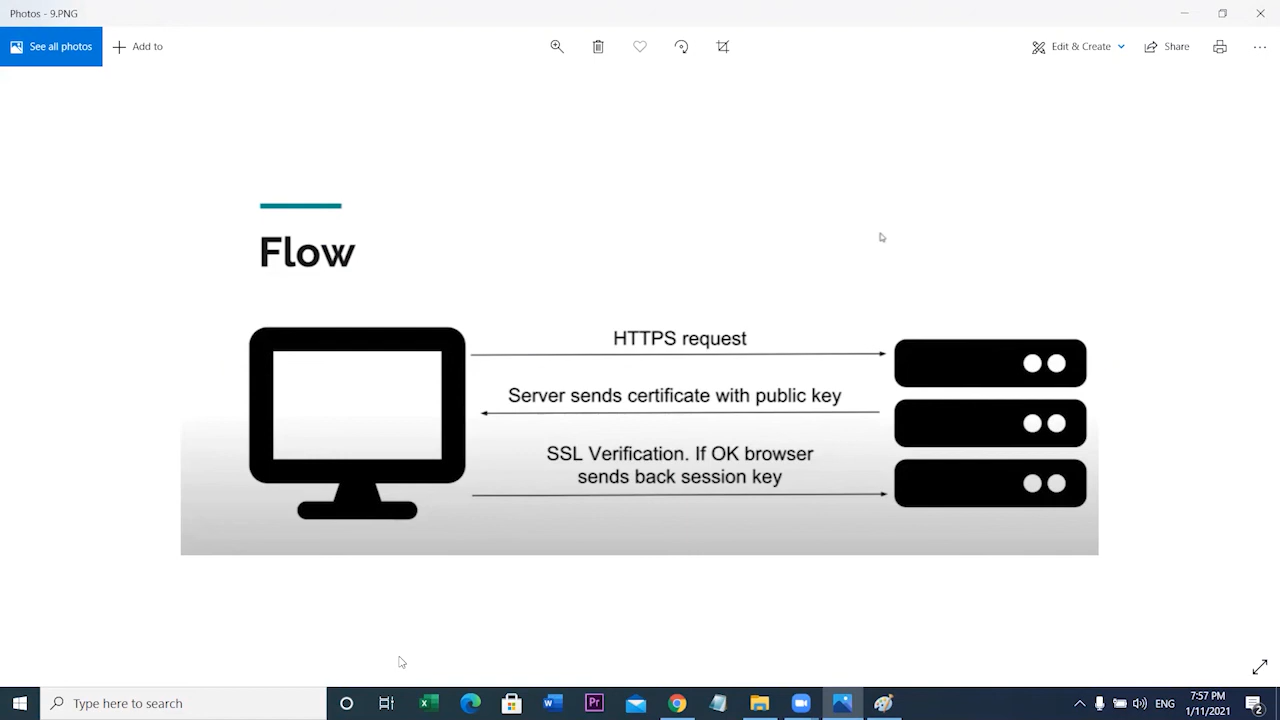 Photos - 9.PNG
See all photos
Add to
Edit & Create
Share
Flow
HTTPS request
Server sends certificate with public key
SSL Verification. If OK browser
sends back session key
Type here to search
ENG
7:57 PM
1/11/2021
2